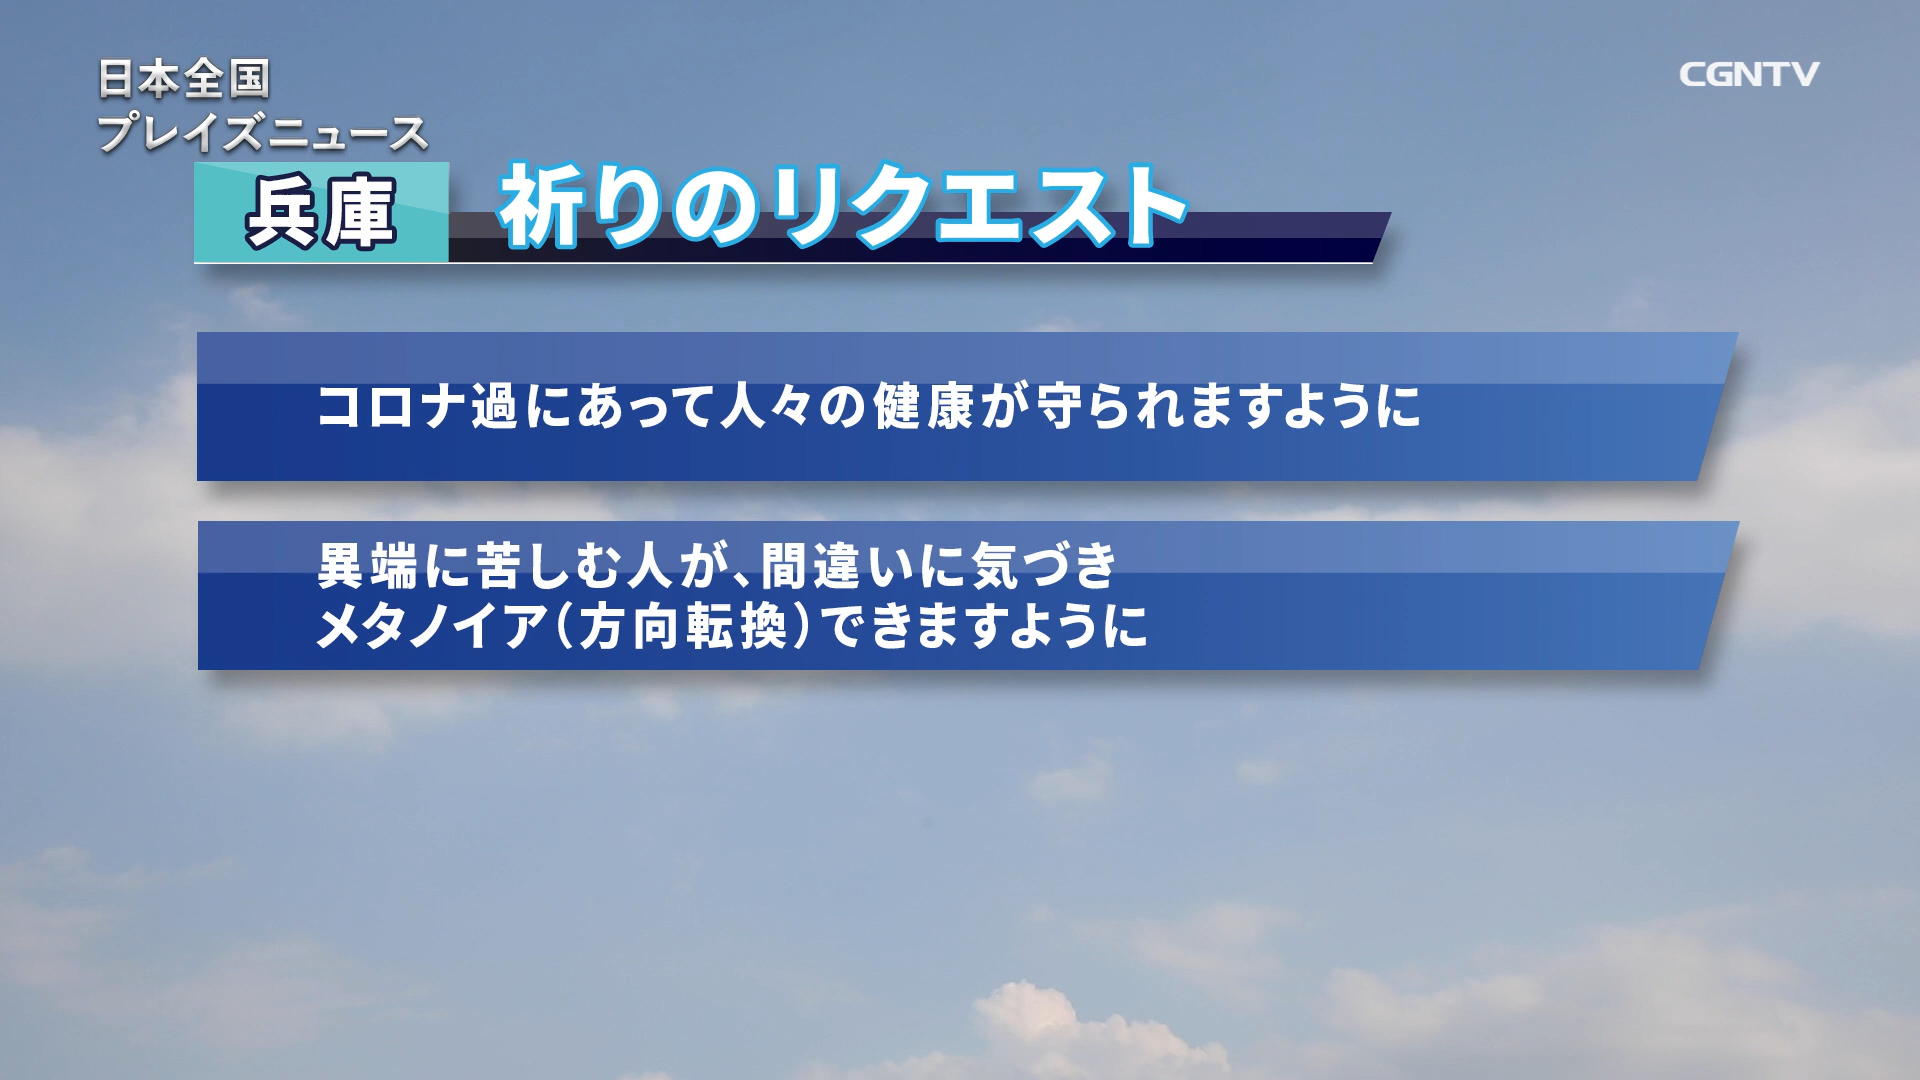 日本全国
プレイズニュース
CGNTV
兵庫
祈りのリクエスト
コロナ過にあって人々の健康が守られますように
異端に苦しむ人が、間違いに気づき
メタノイア（方向転換）できますように